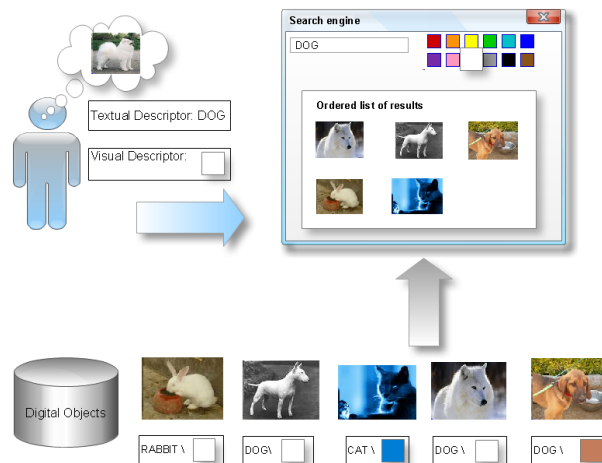 Search engine
DOG
Textual Descriptor: DOG
Visual Descriptor:
Ordered list of results
Digital Objects
RABBIT \
DOG\
CAT \
DOG \
DOG \